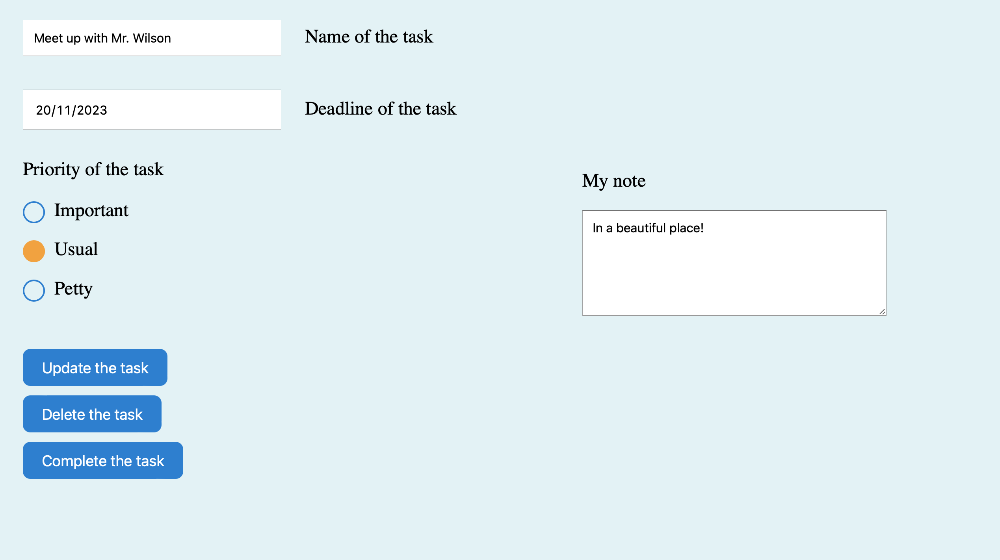 Meet up with Mr. Wilson
Name of the task
20/11/2023
Deadline of the task
Priority of the task
Important
Usual
Petty
My note
In a beautiful place!
Update the task
Delete the task
Complete the task